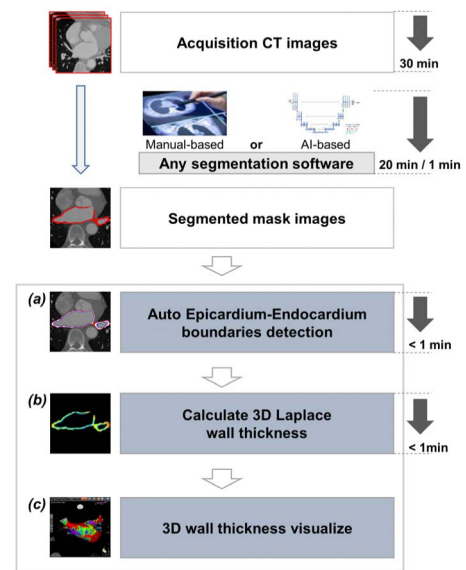 Acquisition CT images
30 min
Manual-based or AI-based
Any segmentation software
20 min / 1 min
Segmented mask images
(a)
Auto Epicardium-Endocardium
boundaries detection
< 1 min
(b)
Calculate 3D Laplace
wall thickness
< 1min
(c)
3D wall thickness visualize